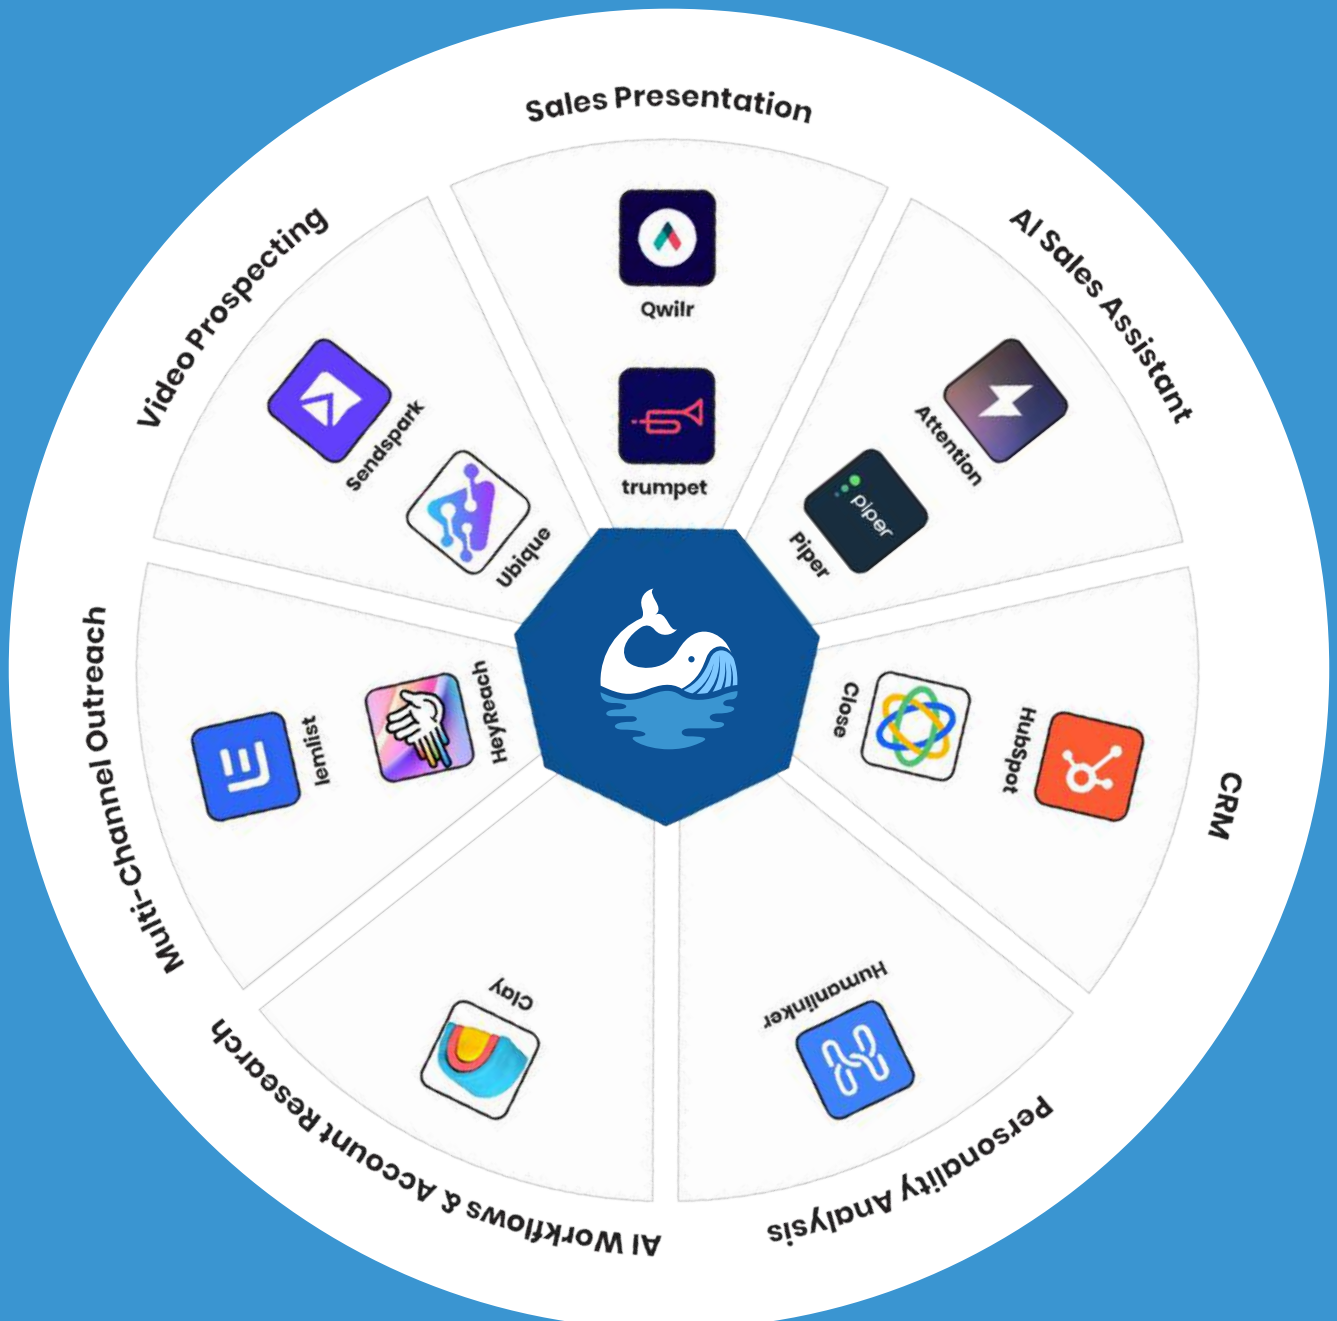 Sales Presentation
Qwilr
trumpet
AI Sales Assistant
Attention
piper
Piper
CRM
HubSpot
Close
Personality Analysis
Humanlinker
AI Workflows & Account Research
Clay
Multi-Channel Outreach
lemlist
HeyReach
Video Prospecting
Sendspark
Ubique